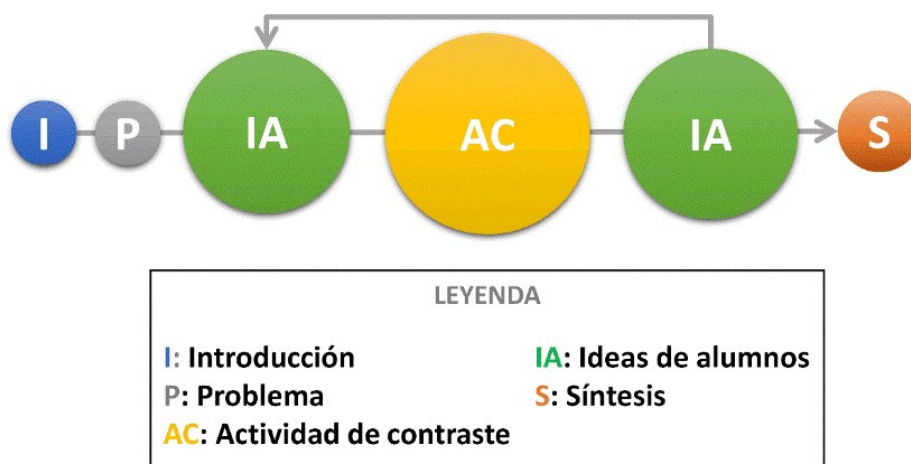 I P IA AC IA S
LEYENDA
I: Introducción IA: Ideas de alumnos
P: Problema S: Síntesis
AC: Actividad de contraste